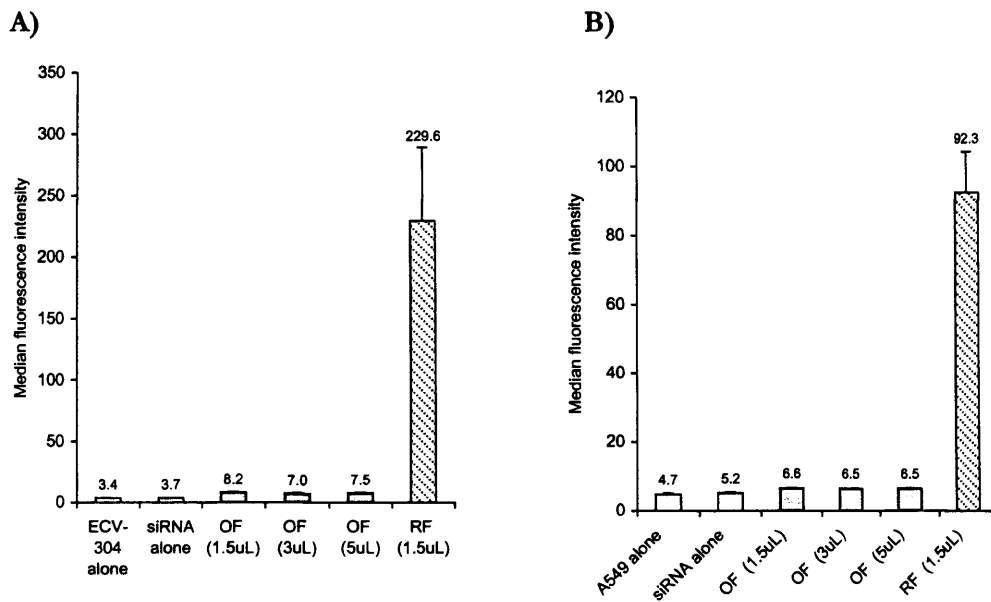 A)
Median fluorescence intensity
350
300
250
200
150
100
50
0
3.4
3.7
8.2
7.0
7.5
229.6
ECV-
304
alone
siRNA
alone
OF
(1.5uL)
OF
(3uL)
OF
(5uL)
RF
(1.5uL)
B)
Median fluorescence intensity
120
100
80
60
40
20
0
4.7
5.2
6.6
6.5
6.5
92.3
A549 alone
siRNA alone
OF (1.5uL)
OF (3uL)
OF (5uL)
RF (1.5uL)